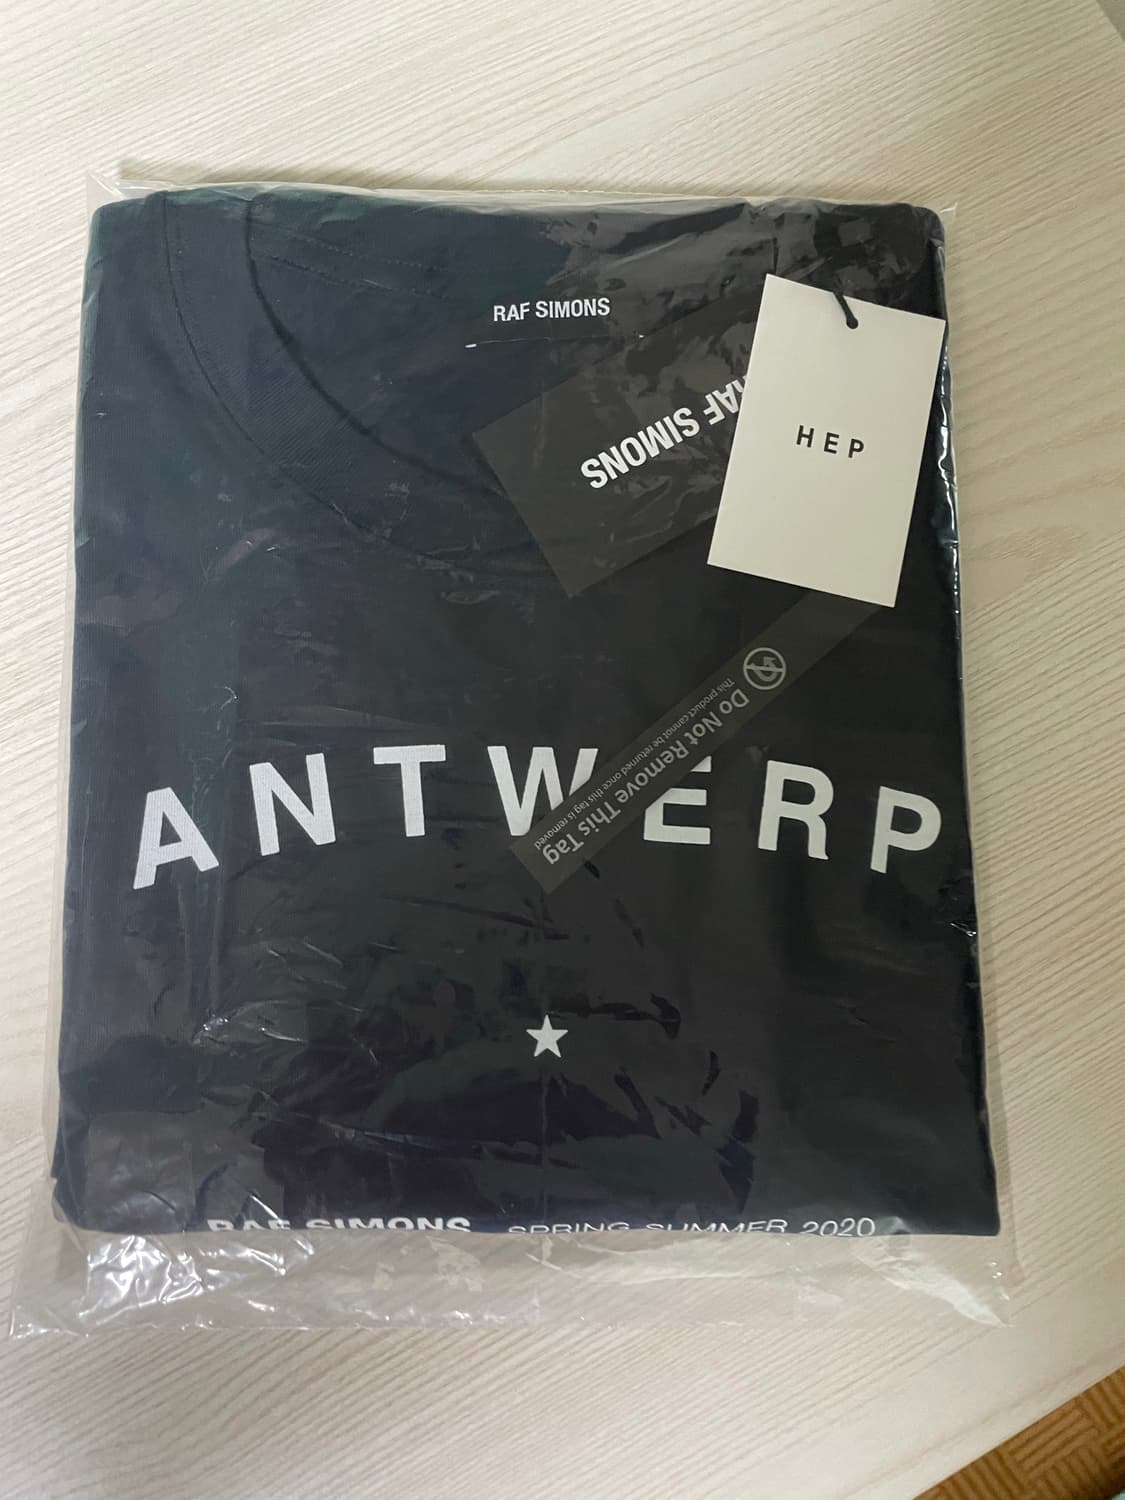 RAF SIMONS
RAF SIMONS
HEP
Do Not Remove This Tag
This product cannot be returned once this tag is removed
ANTWERP
RAF SIMONS SPRING SUMMER 2020